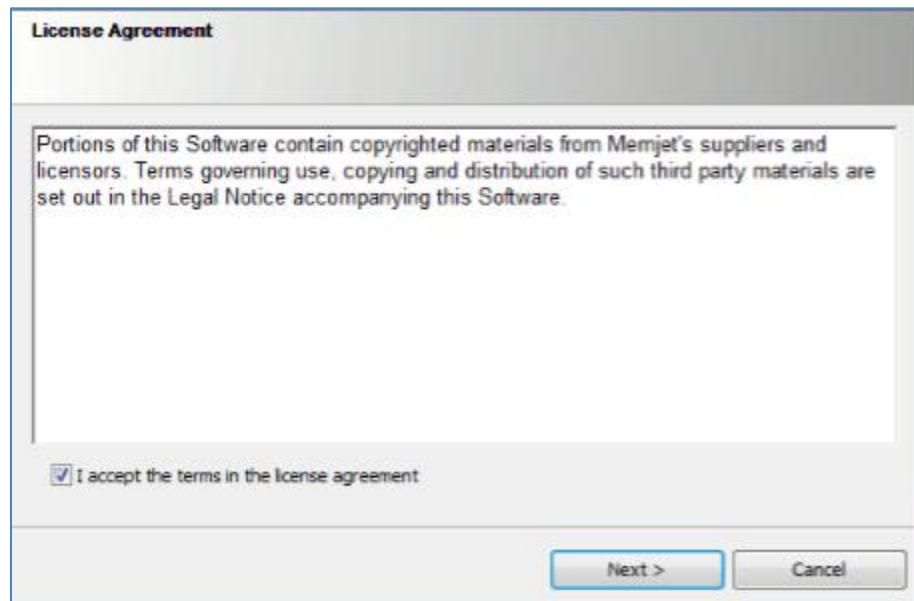 License Agreement
Portions of this Software contain copyrighted materials from Memjet's suppliers and
licensors. Terms governing use, copying and distribution of such third party materials are
set out in the Legal Notice accompanying this Software.
I accept the terms in the license agreement
Next >
Cancel